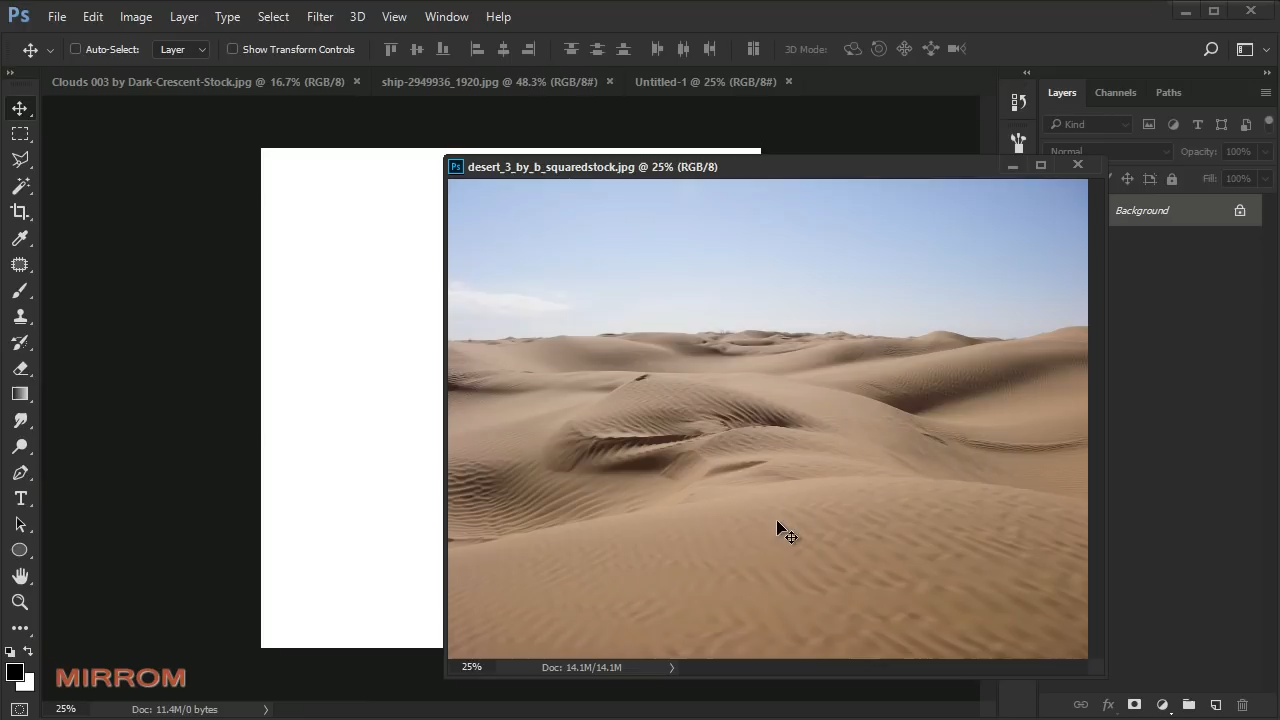 Ps File Edit Image Layer Type Select Filter 3D View Window Help
Auto-Select: Layer Show Transform Controls 3D Mode:
Clouds 003 by Dark-Crescent-Stock.jpg @ 16.7% (RGB/8) ship-2949936_1920.jpg @ 48.3% (RGB/8#) Untitled-1 @ 25% (RGB/8#)
Layers Channels Paths
Kind
Normal Opacity: 100%
Ps desert_3_by_b_squaredstock.jpg @ 25% (RGB/8)
Fill: 100%
Background
25% Doc: 14.1M/14.1M
MIRROM
25% Doc: 11.4M/0 bytes